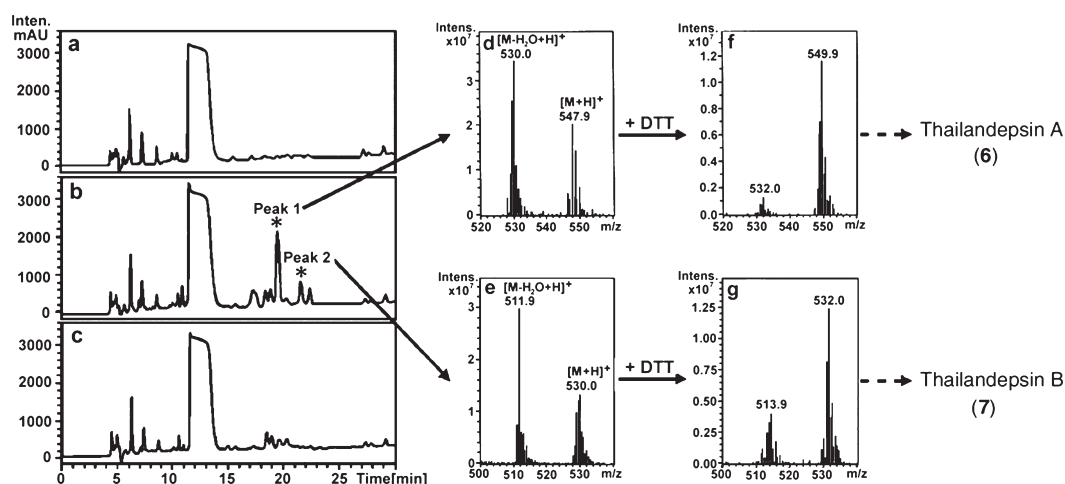 Inten.
mAU
a
3000
2000
1000
0
b
Peak 1
*
Peak 2
*
3000
2000
1000
0
c
3000
2000
1000
0
0 5 10 15 20 25
Time[min]
Intens.
x10⁷
d
[M-H₂O+H]⁺
530.0
[M+H]⁺
547.9
3
2
1
0
520 530 540 550 m/z
+ DTT
Intens.
x10⁷
f
549.9
532.0
1.2
1.0
0.8
0.6
0.4
0.2
0.0
520 530 540 550 m/z
Thailandepsin A
(6)
Intens.
x10⁷
e
[M-H₂O+H]⁺
511.9
[M+H]⁺
530.0
3
2
1
0
500 510 520 530 m/z
+ DTT
Intens.
x10⁷
g
532.0
513.9
1.25
1.00
0.75
0.50
0.25
0.00
500 510 520 530 m/z
Thailandepsin B
(7)